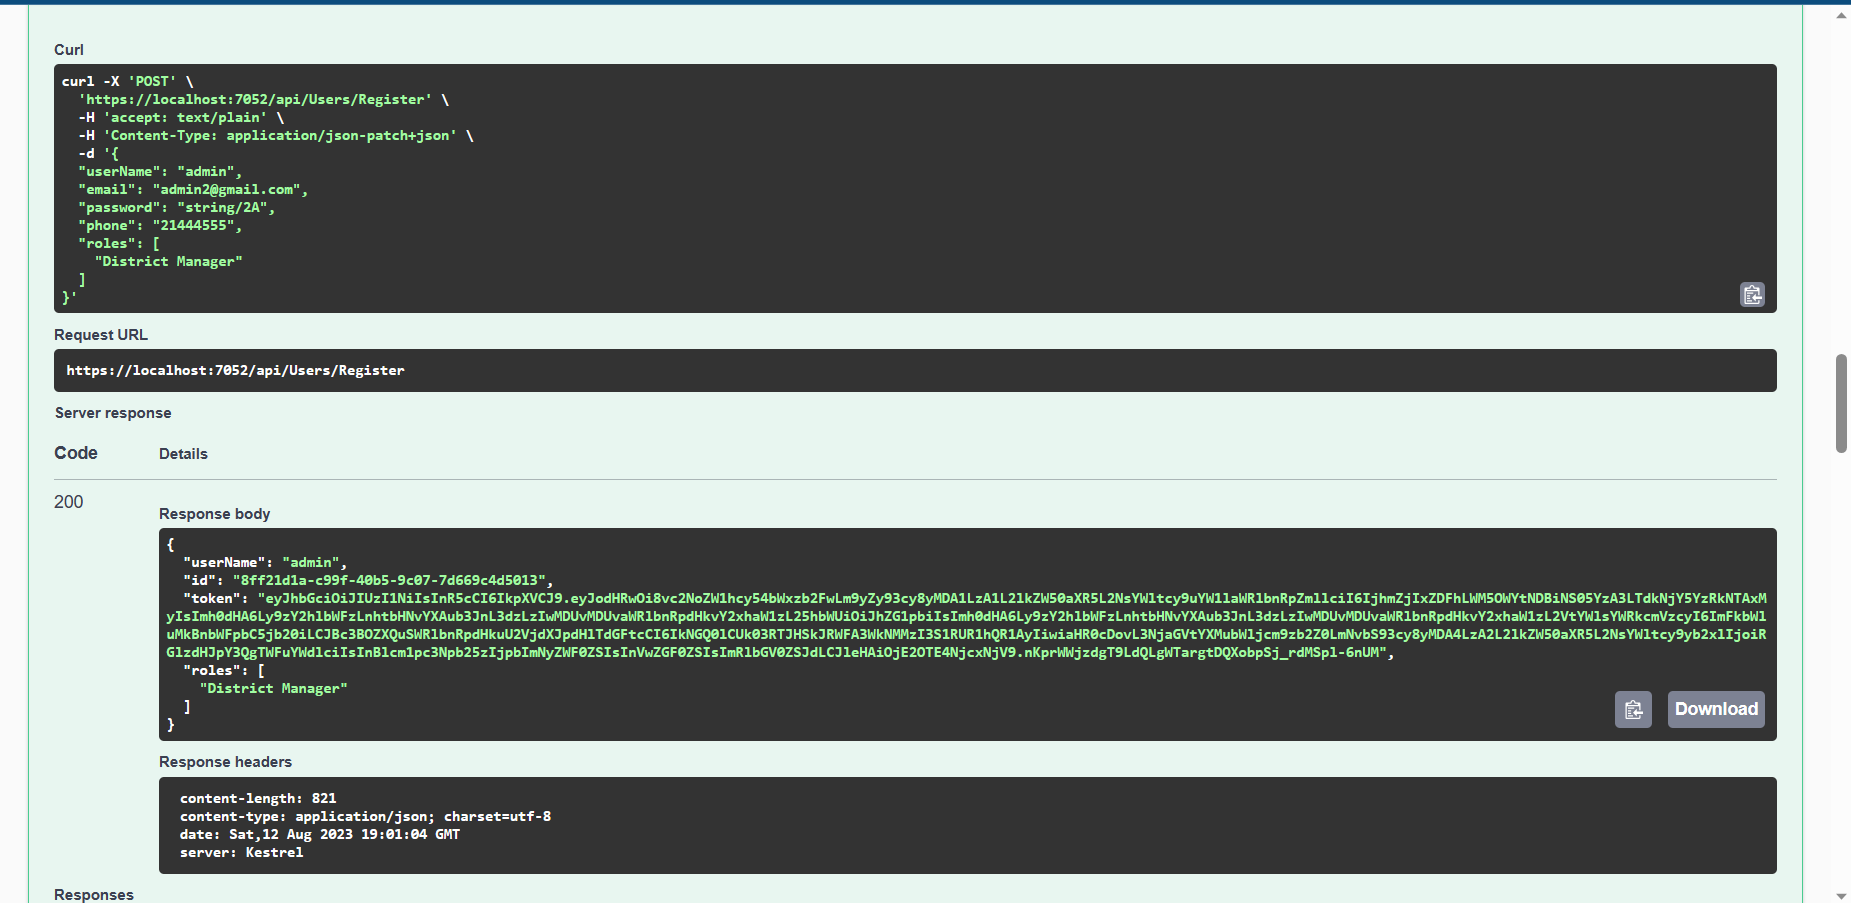 Curl
curl -X 'POST' \
'https://localhost:7052/api/Users/Register' \
-H 'accept: text/plain' \
-H 'Content-Type: application/json-patch+json' \
-d '{
"userName": "admin",
"email": "admin2@gmail.com",
"password": "string/2A",
"phone": "21444555",
"roles": [
"District Manager"
]
}'
Request URL
https://localhost:7052/api/Users/Register
Server response
Code Details
200
Response body
{
"userName": "admin",
"id": "8ff21d1a-c99f-40b5-9c07-7d669c4d5013",
"token":
"roles": [
"District Manager"
]
}
Download
Response headers
content-length: 821
content-type: application/json; charset=utf-8
date: Sat,12 Aug 2023 19:01:04 GMT
server: Kestrel
Responses